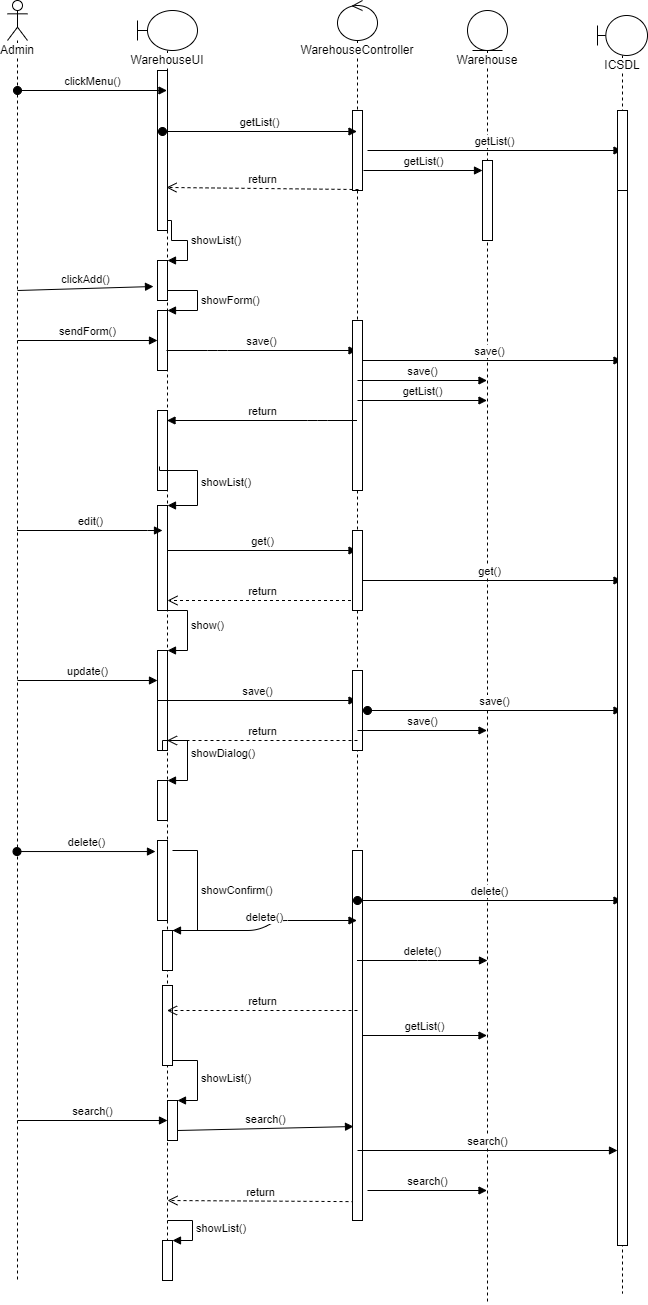 Admin
WarehouseUI
WarehouseController
Warehouse
ICSDL
clickMenu()
getList()
getList()
getList()
return
showList()
clickAdd()
showForm()
sendForm()
save()
save()
save()
getList()
return
showList()
edit()
get()
get()
return
show()
update()
save()
save()
save()
return
showDialog()
delete()
showConfirm()
delete()
delete()
delete()
return
getList()
showList()
search()
search()
search()
search()
return
showList()